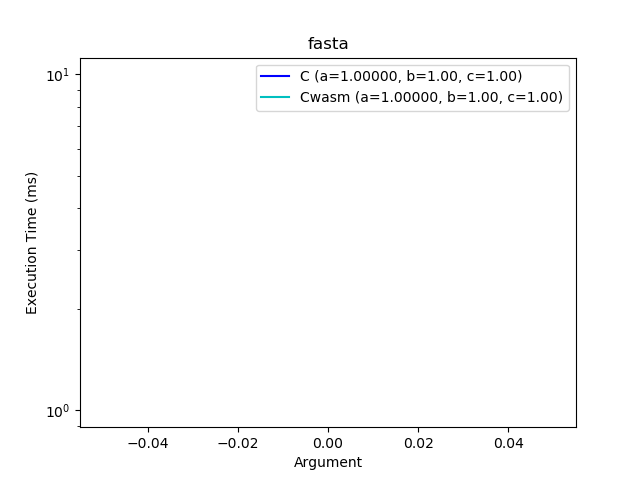 fasta
C (a=1.00000, b=1.00, c=1.00)
Cwasm (a=1.00000, b=1.00, c=1.00)
Execution Time (ms)
10¹
10⁰
−0.04 −0.02 0.00 0.02 0.04
Argument